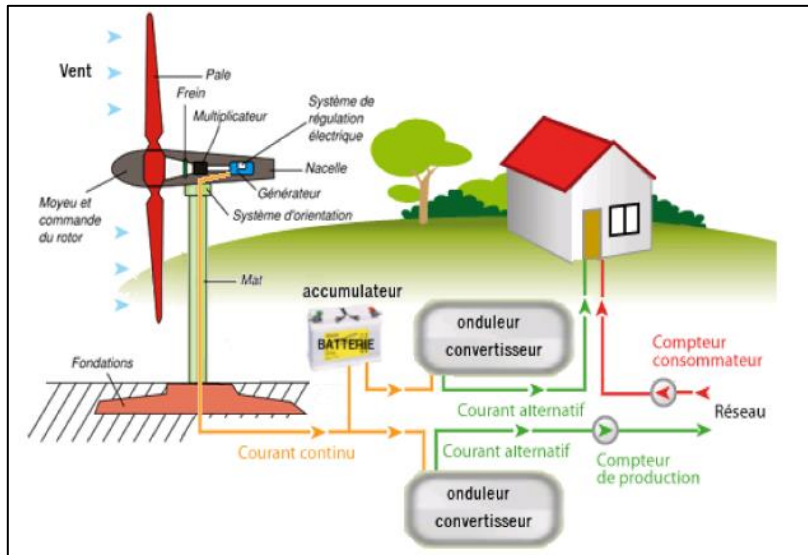 Vent
Pale
Frein
Multiplicateur
Système de
régulation
électrique
Nacelle
Générateur
Système d'orientation
Moyeu et
commande
du rotor
Mat
Fondations
accumulateur
BATTERIE
onduleur
convertisseur
Compteur
consommateur
Réseau
Courant alternatif
Courant continu
Courant alternatif
Compteur
de production
onduleur
convertisseur